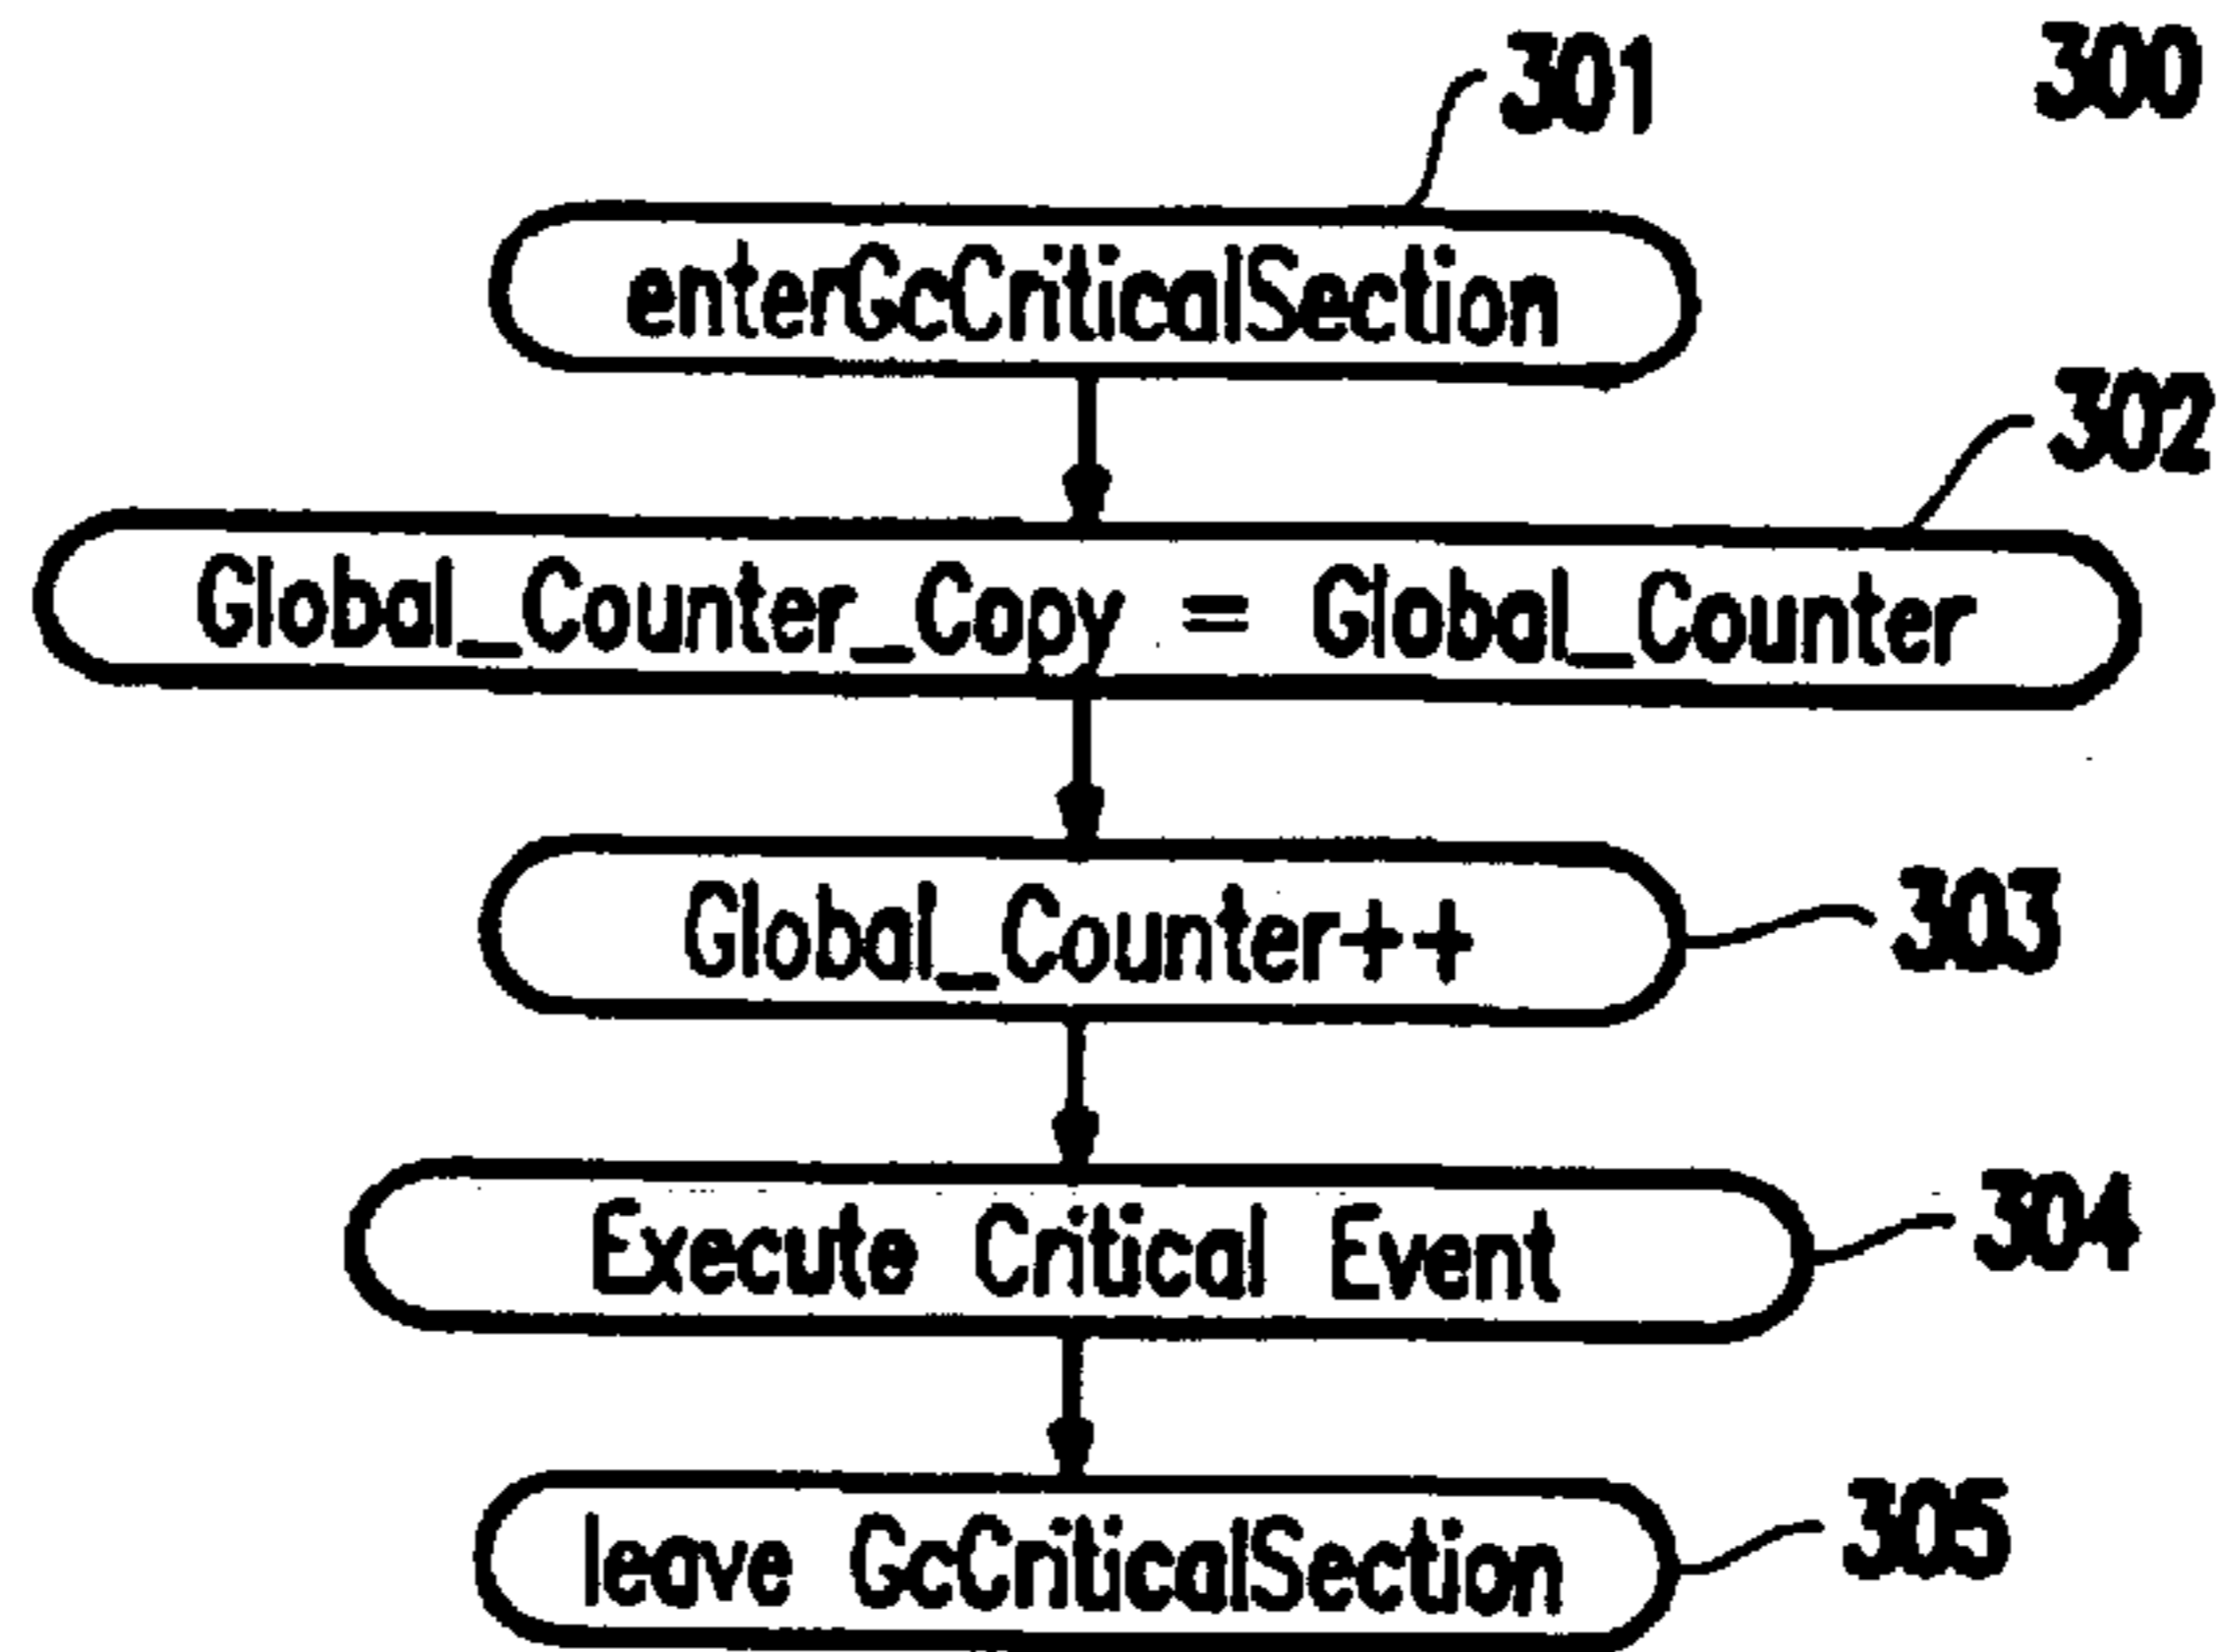 301
300
enterGcCriticalSection
302
Global_Counter_Copy = Global_Counter
Global_Counter++
303
Execute Critical Event
304
leave GcCriticalSection
305